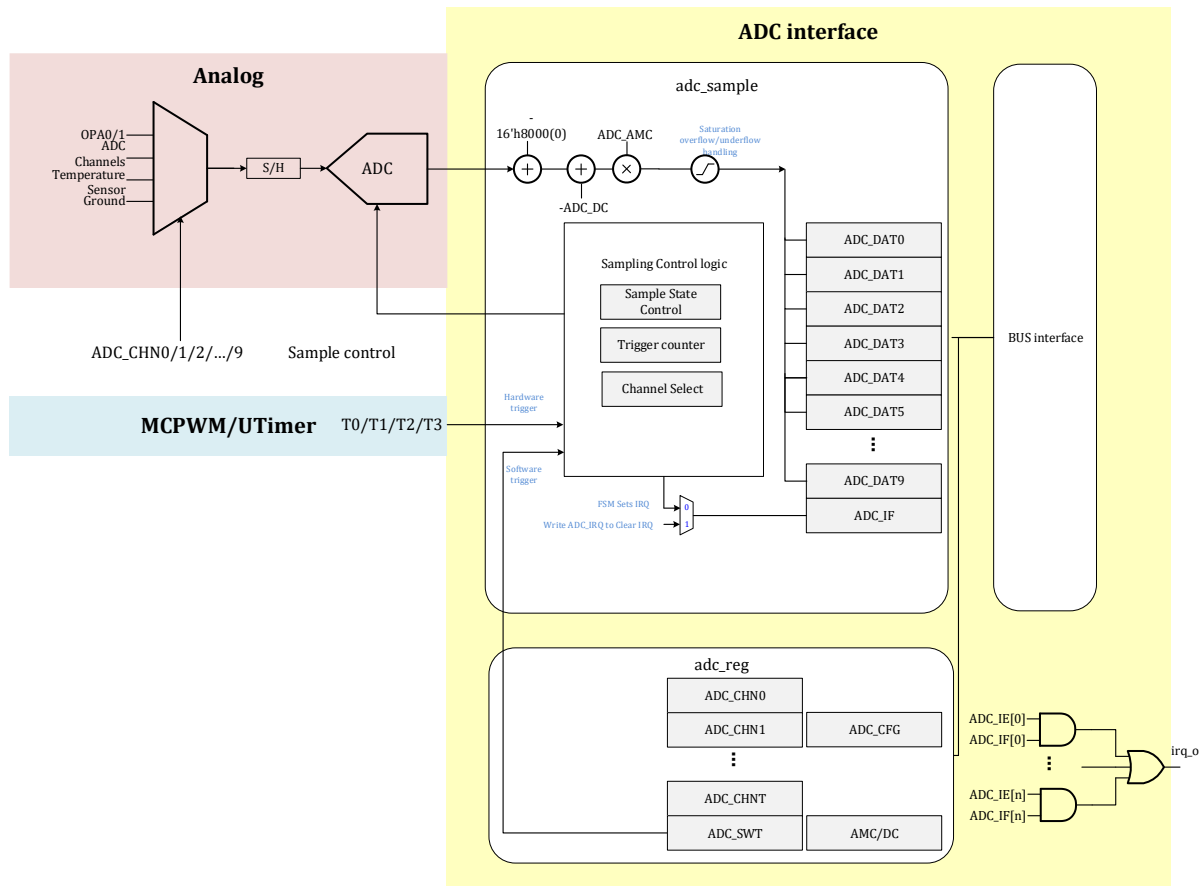 ADC interface
Analog
OPA0/1
ADC
Channels
Temperature
Sensor
Ground
S/H
ADC
ADC_CHN0/1/2/.../9
Sample control
MCPWM/UTimer
T0/T1/T2/T3
adc_sample
-
16'h8000(0)
ADC_AMC
Saturation
overflow/underflow
handling
+
+
×
-ADC_DC
Sampling Control logic
Sample State
Control
Trigger counter
Channel Select
Hardware
trigger
Software
trigger
FSM Sets IRQ
0
Write ADC_IRQ to Clear IRQ
1
ADC_DAT0
ADC_DAT1
ADC_DAT2
ADC_DAT3
ADC_DAT4
ADC_DAT5
⋮
ADC_DAT9
ADC_IF
BUS interface
adc_reg
ADC_CHN0
ADC_CHN1
ADC_CFG
⋮
ADC_CHNT
ADC_SWT
AMC/DC
ADC_IE[0]
ADC_IF[0]
⋮
ADC_IE[n]
ADC_IF[n]
irq_o